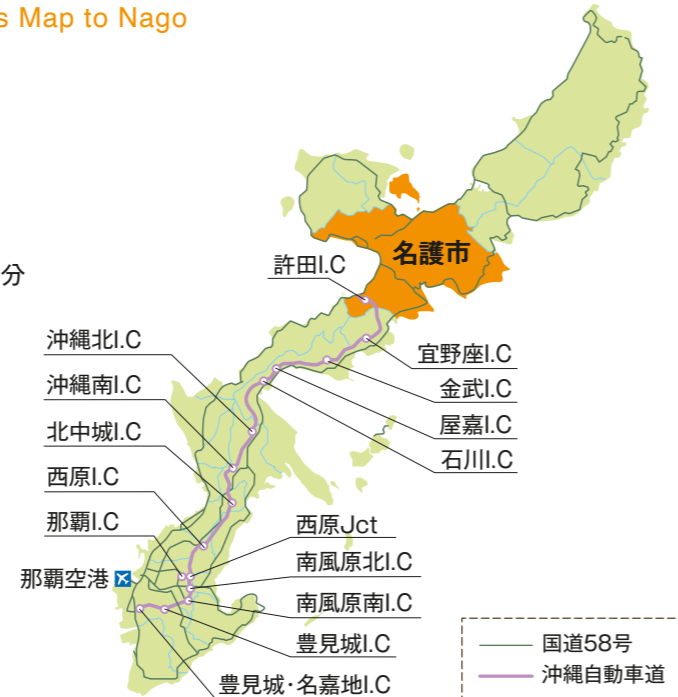 s Map to Nago
名護市
分
許田I.C
宜野座I.C
金武I.C
屋嘉I.C
石川I.C
沖縄北I.C
沖縄南I.C
北中城I.C
西原I.C
那覇I.C
那覇空港
西原Jct
南風原北I.C
南風原南I.C
豊見城I.C
豊見城・名嘉地I.C
国道58号
沖縄自動車道